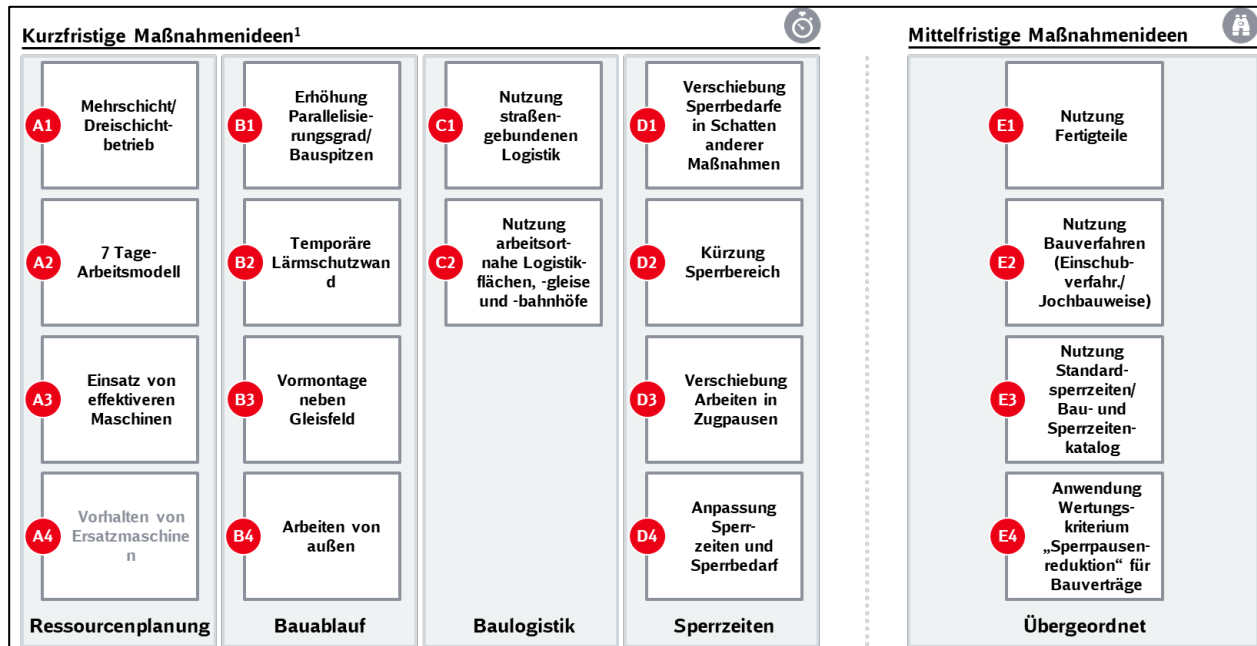 Kurzfristige Maßnahmenideen¹
Mittelfristige Maßnahmenideen
A1
Mehrschicht/
Dreischicht-
betrieb
A2
7 Tage-
Arbeitsmodell
A3
Einsatz von
effektiveren
Maschinen
A4
Vorhalten von
Ersatzmaschine
n
Ressourcenplanung
B1
Erhöhung
Parallelisie-
rungsgrad/
Bauspitzen
B2
Temporäre
Lärmschutzwan
d
B3
Vormontage
neben
Gleisfeld
B4
Arbeiten von
außen
Bauablauf
C1
Nutzung
straßen-
gebundenen
Logistik
C2
Nutzung
arbeitsort-
nahe Logistik-
flächen, -gleise
und -bahnhöfe
Baulogistik
D1
Verschiebung
Sperrbedarfe
in Schatten
anderer
Maßnahmen
D2
Kürzung
Sperrbereich
D3
Verschiebung
Arbeiten in
Zugpausen
D4
Anpassung
Sperr-
zeiten und
Sperrbedarf
Sperrzeiten
E1
Nutzung
Fertigteile
E2
Nutzung
Bauverfahren
(Einschub-
verfahr./
Jochbauweise)
E3
Nutzung
Standard-
sperrzeiten/
Bau- und
Sperrzeiten-
katalog
E4
Anwendung
Wertungs-
kriterium
„Sperrpausen-
reduktion“ für
Bauverträge
Übergeordnet